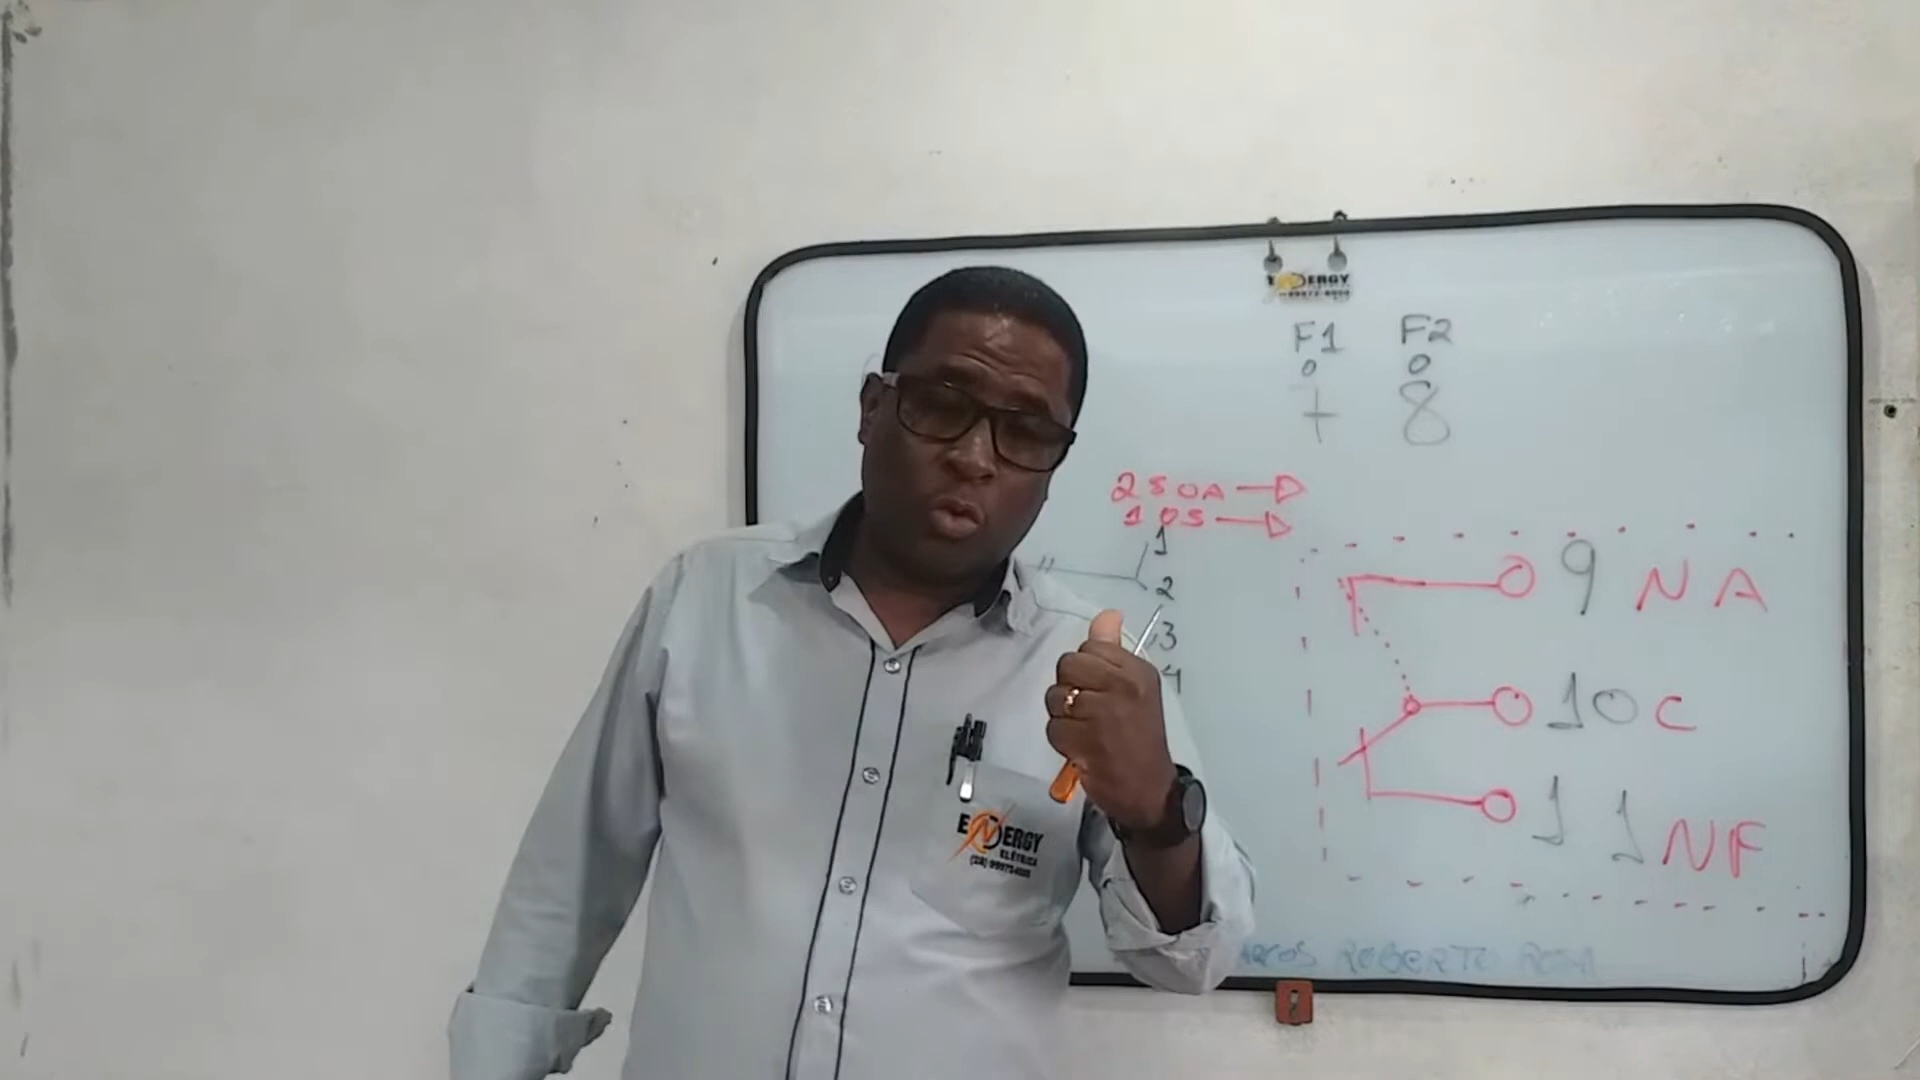 ENERGY
F1 F2
0 0
+ 8
250A
10S
1
2
3
4
9 NA
10 C
11 NF
ENERGY
ELÉTRICA
ROBERTO